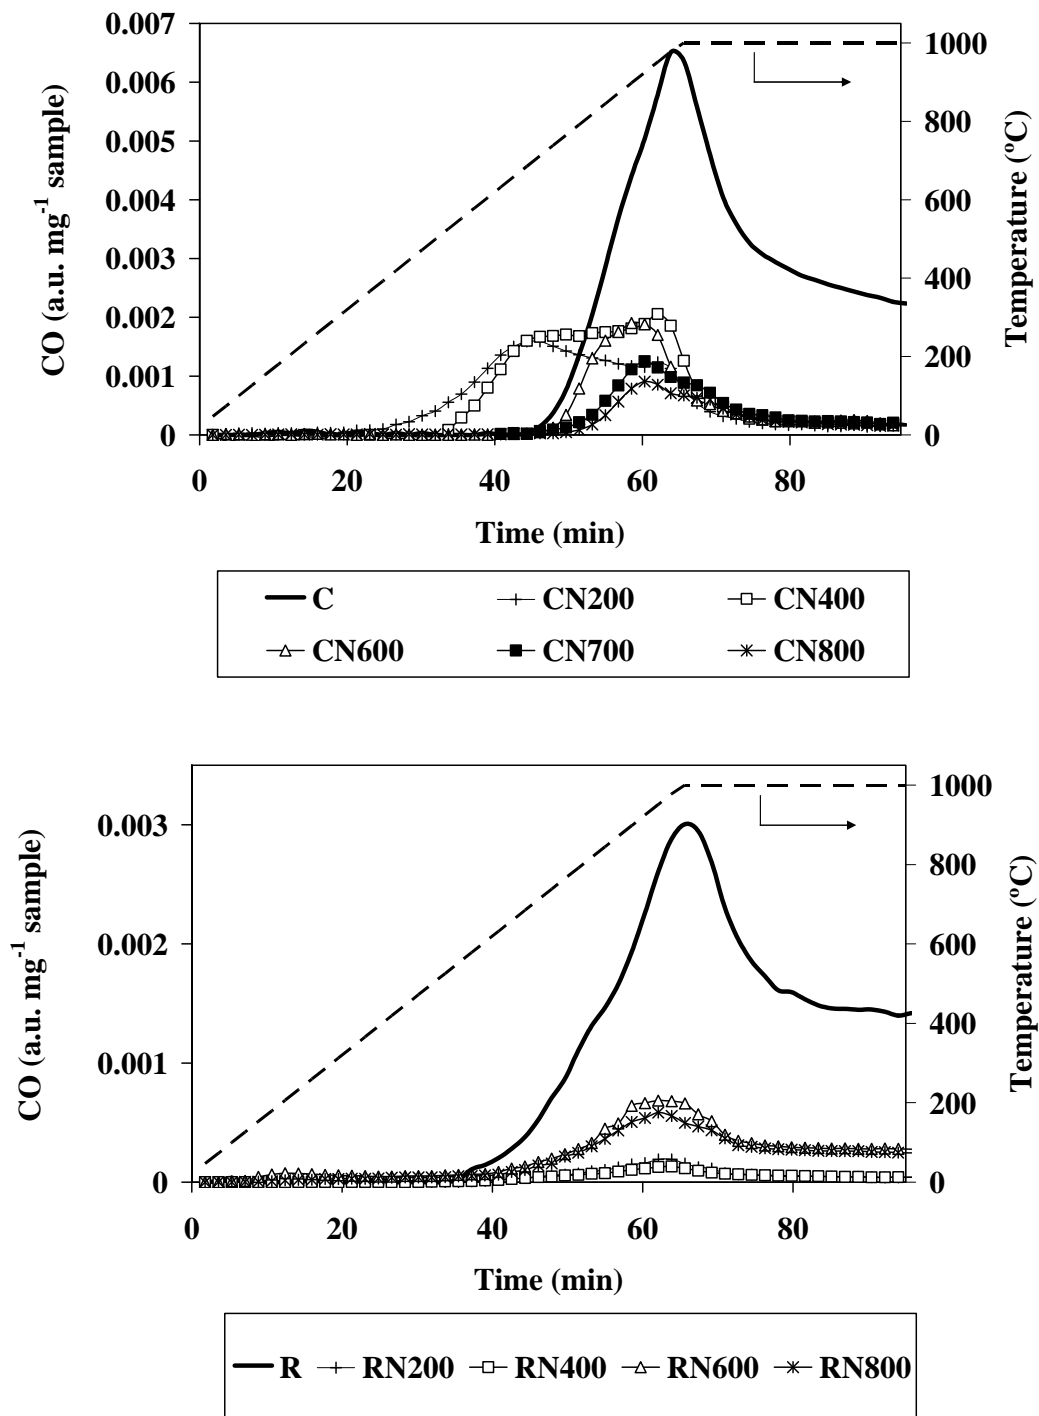 0.007
0.006
0.005
0.004
0.003
0.002
0.001
0
CO (a.u. mg⁻¹ sample)
1000
800
600
400
200
0
Temperature (ºC)
0 20 40 60 80
Time (min)
C CN200 CN400
CN600 CN700 CN800
0.003
0.002
0.001
0
CO (a.u. mg⁻¹ sample)
1000
800
600
400
200
0
Temperature (ºC)
0 20 40 60 80
Time (min)
R RN200 RN400 RN600 RN800